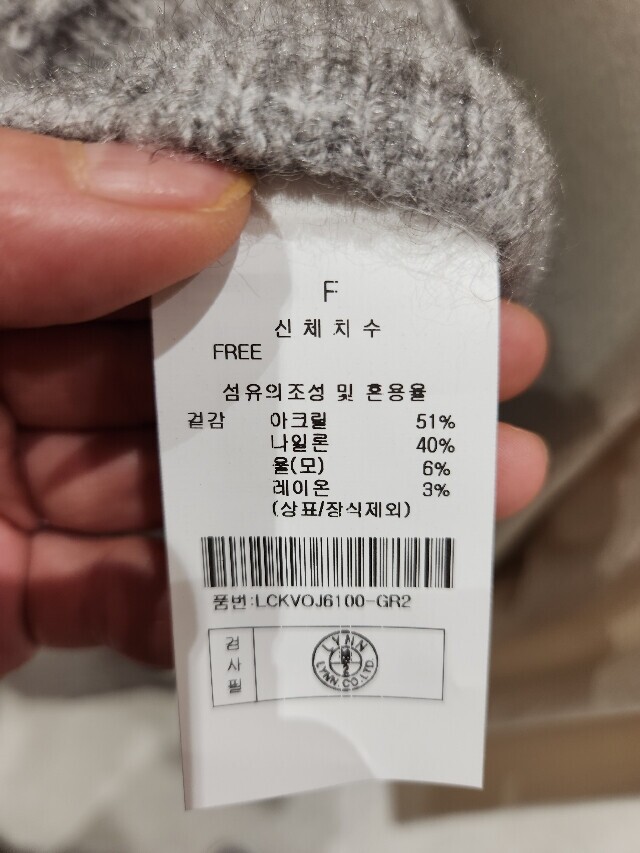 F
신체치수
FREE
섬유의조성 및 혼용율
겉감 아크릴 51%
나일론 40%
울(모) 6%
레이온 3%
(상표/장식제외)
품번:LCKVOJ6100-GR2
검사필
LYNN
LYNN.CO.LTD.